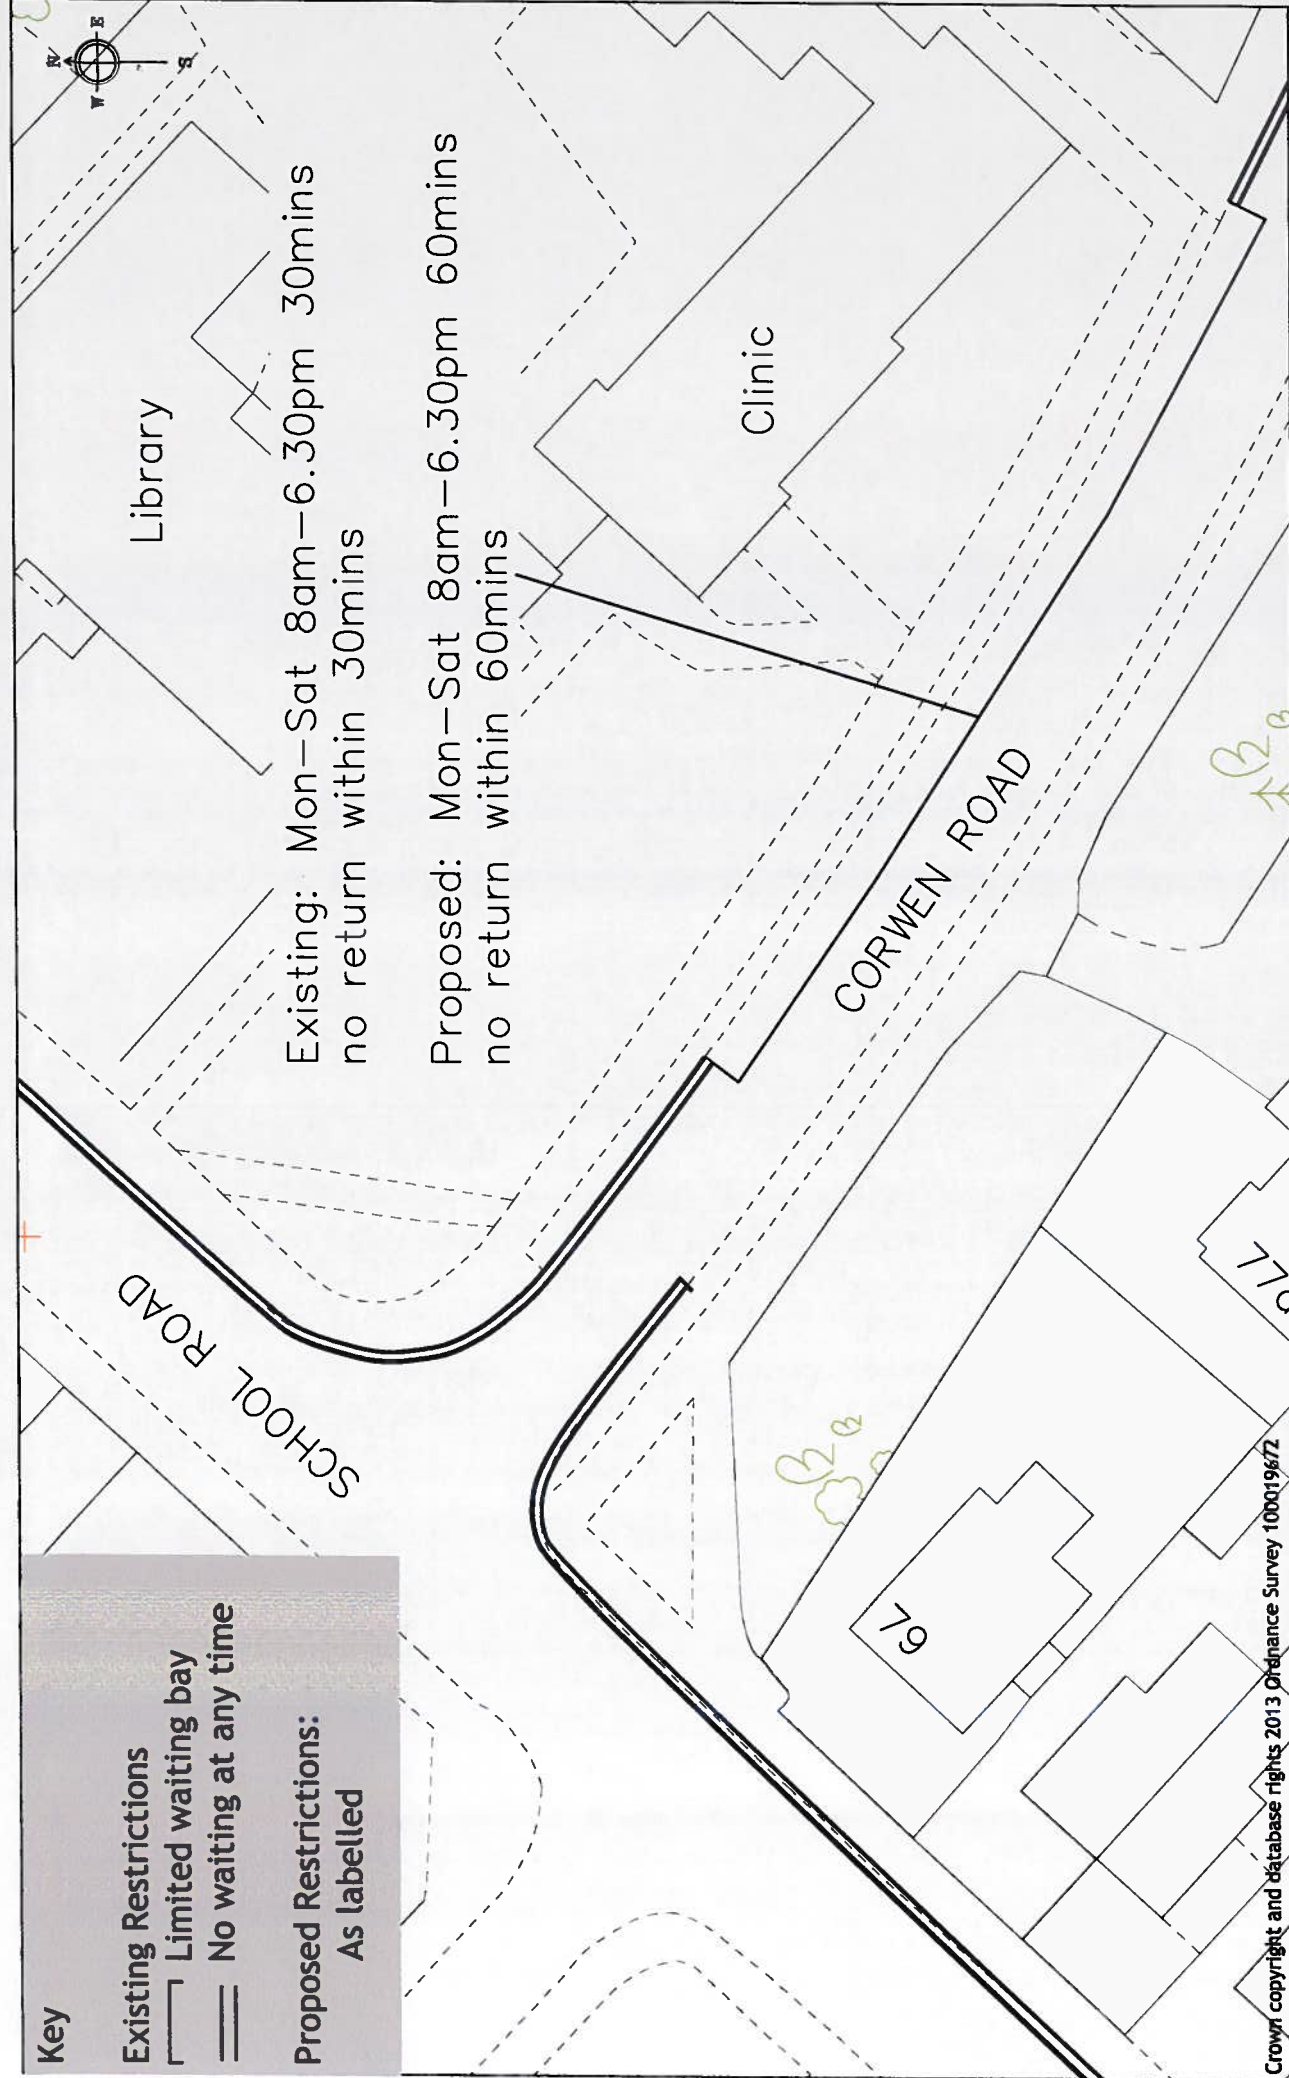 Key
Existing Restrictions
Limited waiting bay
No waiting at any time
Proposed Restrictions:
As labelled
SCHOOL ROAD
Library
Existing: Mon-Sat 8am-6.30pm 30mins
no return within 30mins
Proposed: Mon-Sat 8am-6.30pm 60mins
no return within 60mins
Clinic
CORWEN ROAD
79
N
E
S
W
Crown copyright and database rights 2013 Ordnance Survey 100019672